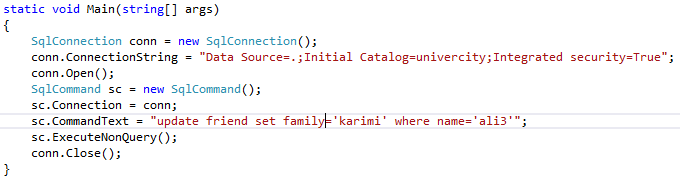 static void Main(string[] args)
{
SqlConnection conn = new SqlConnection();
conn.ConnectionString = "Data Source=.;Initial Catalog=univercity;Integrated security=True";
conn.Open();
SqlCommand sc = new SqlCommand();
sc.Connection = conn;
sc.CommandText = "update friend set family='karimi' where name='ali3'";
sc.ExecuteNonQuery();
conn.Close();
}